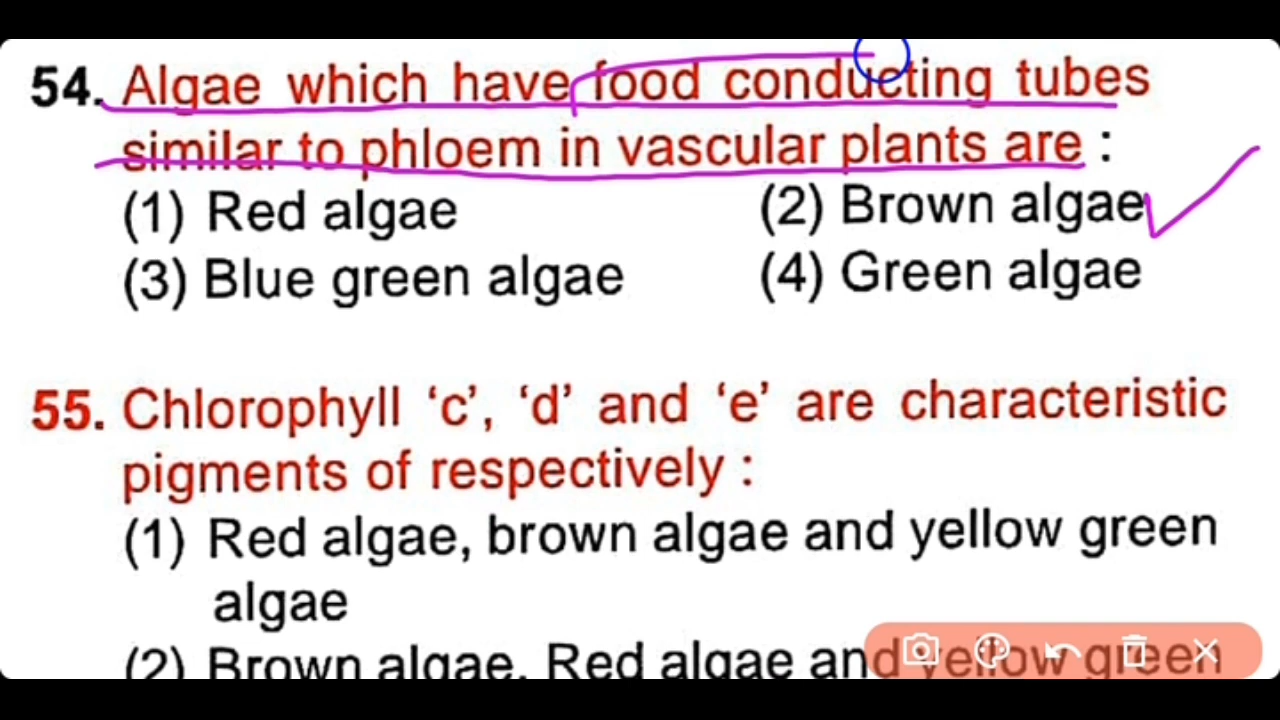 54. Algae which have food conducting tubes
similar to phloem in vascular plants are :
(1) Red algae (2) Brown algae
(3) Blue green algae (4) Green algae
55. Chlorophyll ‘c’, ‘d’ and ‘e’ are characteristic
pigments of respectively :
(1) Red algae, brown algae and yellow green
algae
(2) Brown algae, Red algae and yellow green